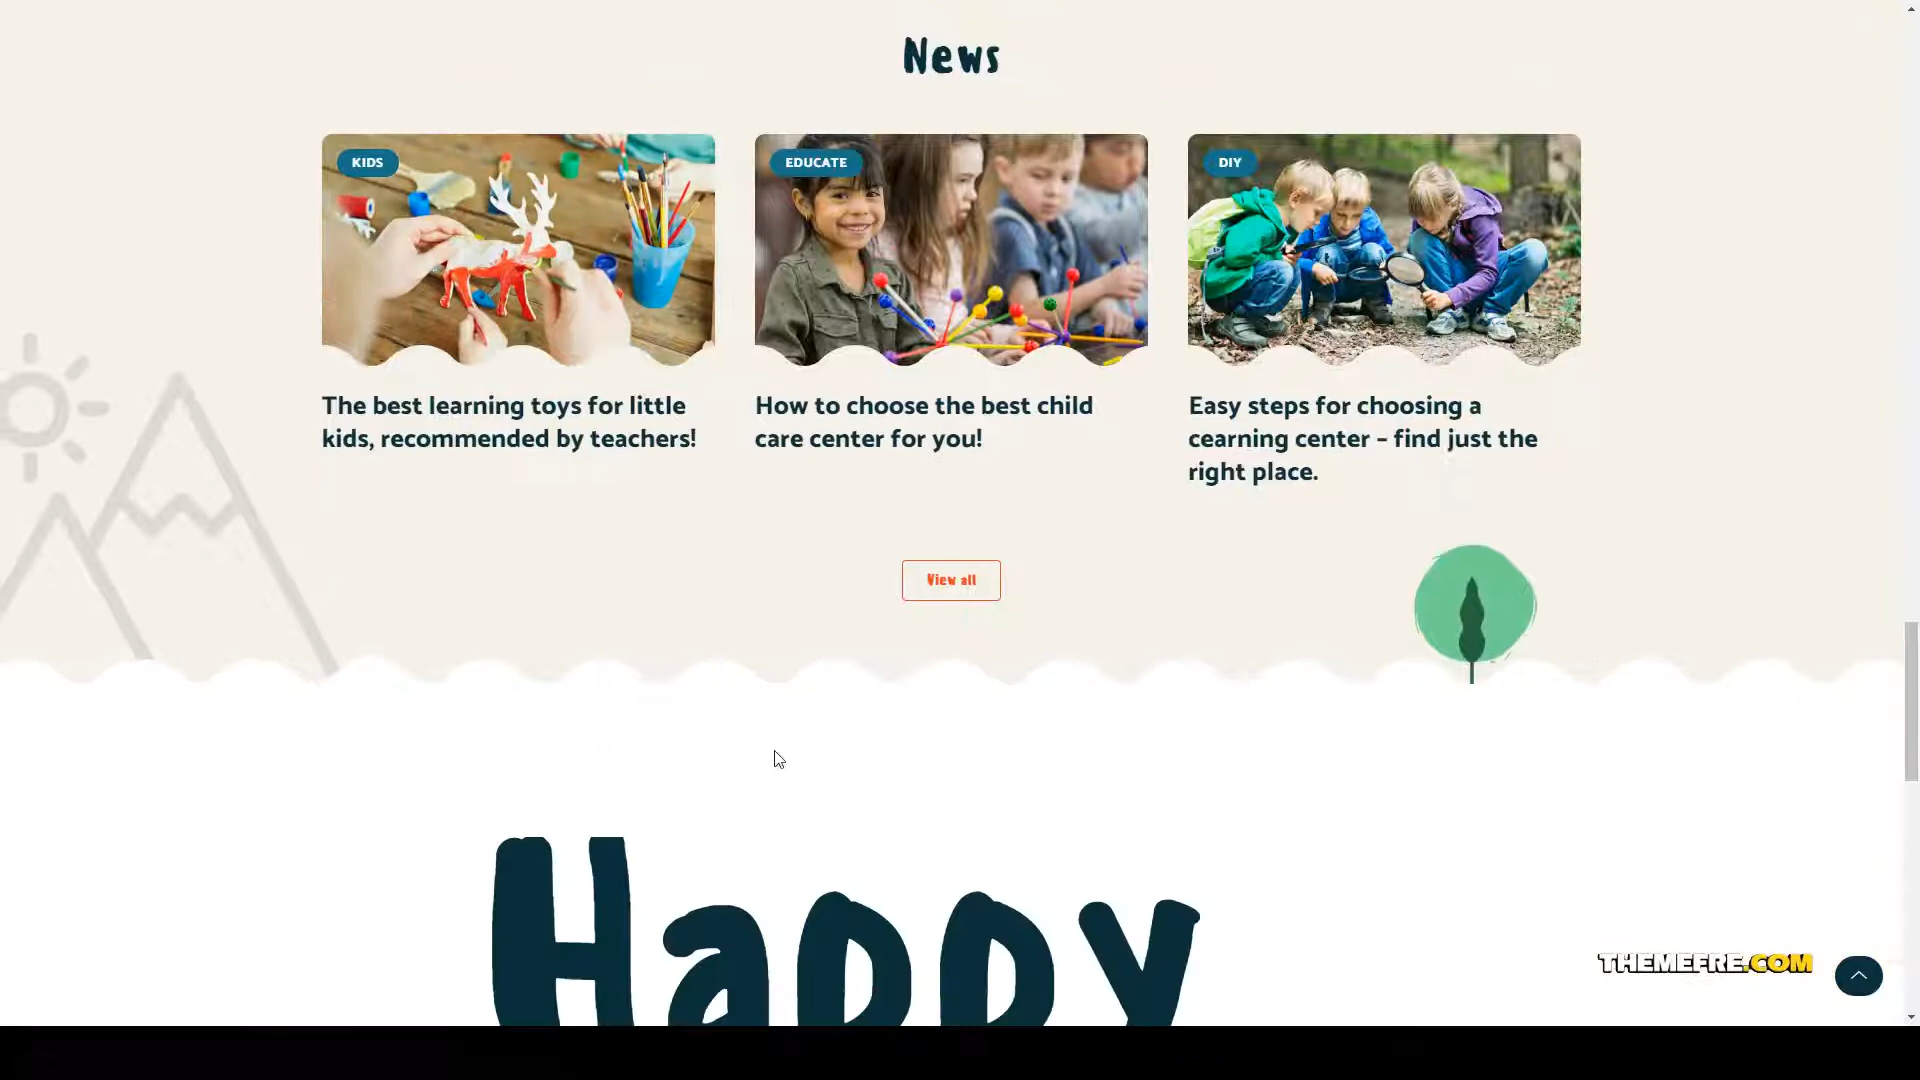 News
KIDS
EDUCATE
DIY
The best learning toys for little
kids, recommended by teachers!
How to choose the best child
care center for you!
Easy steps for choosing a
cearning center – find just the
right place.
View all
Happy
THEMEFRE.COM